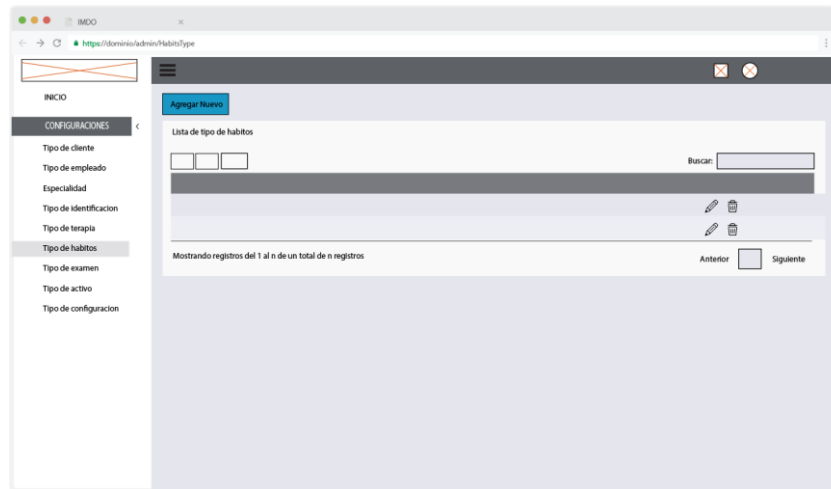 IMDO
https://dominio/admin/HabitsType
INICIO
CONFIGURACIONES
Tipo de cliente
Tipo de empleado
Especialidad
Tipo de identificacion
Tipo de terapia
Tipo de habitos
Tipo de examen
Tipo de activo
Tipo de configuracion
Agregar Nuevo
Lista de tipo de habitos
Buscar:
Mostrando registros del 1 al n de un total de n registros
Anterior
Siguiente